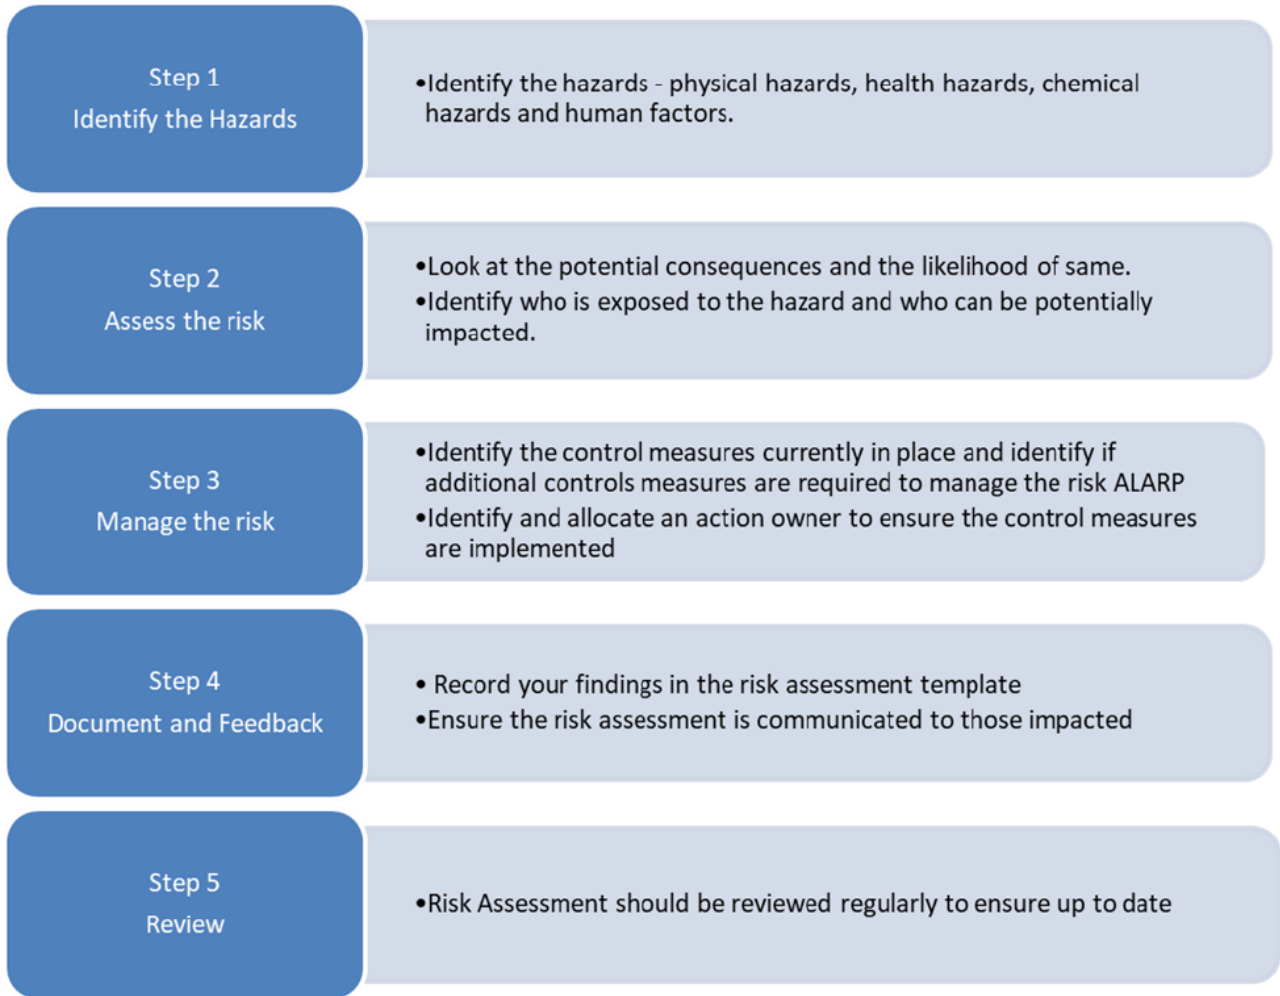 Step 1
Identify the Hazards
•Identify the hazards - physical hazards, health hazards, chemical
hazards and human factors.
Step 2
Assess the risk
•Look at the potential consequences and the likelihood of same.
•Identify who is exposed to the hazard and who can be potentially
impacted.
Step 3
Manage the risk
•Identify the control measures currently in place and identify if
additional controls measures are required to manage the risk ALARP
•Identify and allocate an action owner to ensure the control measures
are implemented
Step 4
Document and Feedback
• Record your findings in the risk assessment template
•Ensure the risk assessment is communicated to those impacted
Step 5
Review
•Risk Assessment should be reviewed regularly to ensure up to date